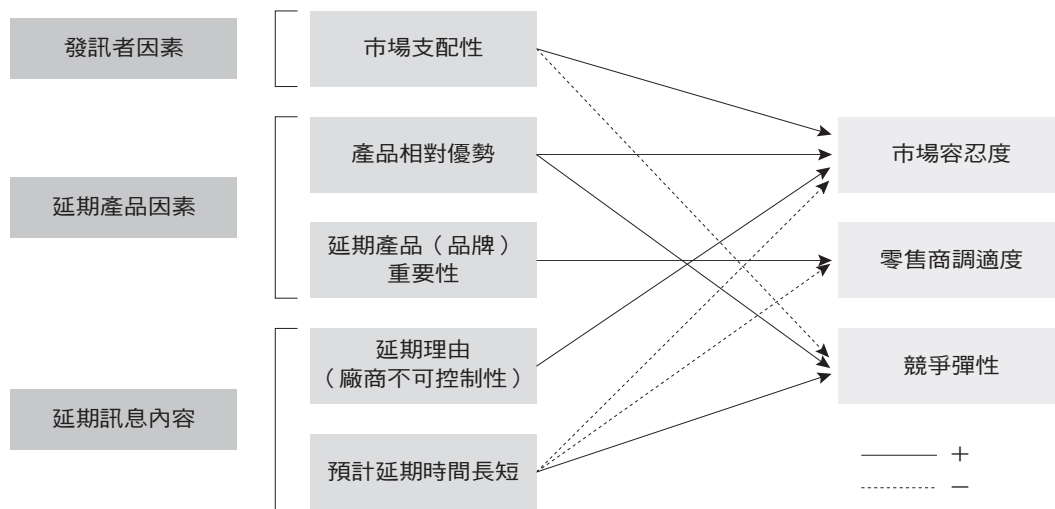 發訊者因素
市場支配性
產品相對優勢
市場容忍度
延期產品因素
延期產品（品牌）
重要性
零售商調適度
延期理由
（廠商不可控制性）
競爭彈性
延期訊息內容
預計延期時間長短
+
−